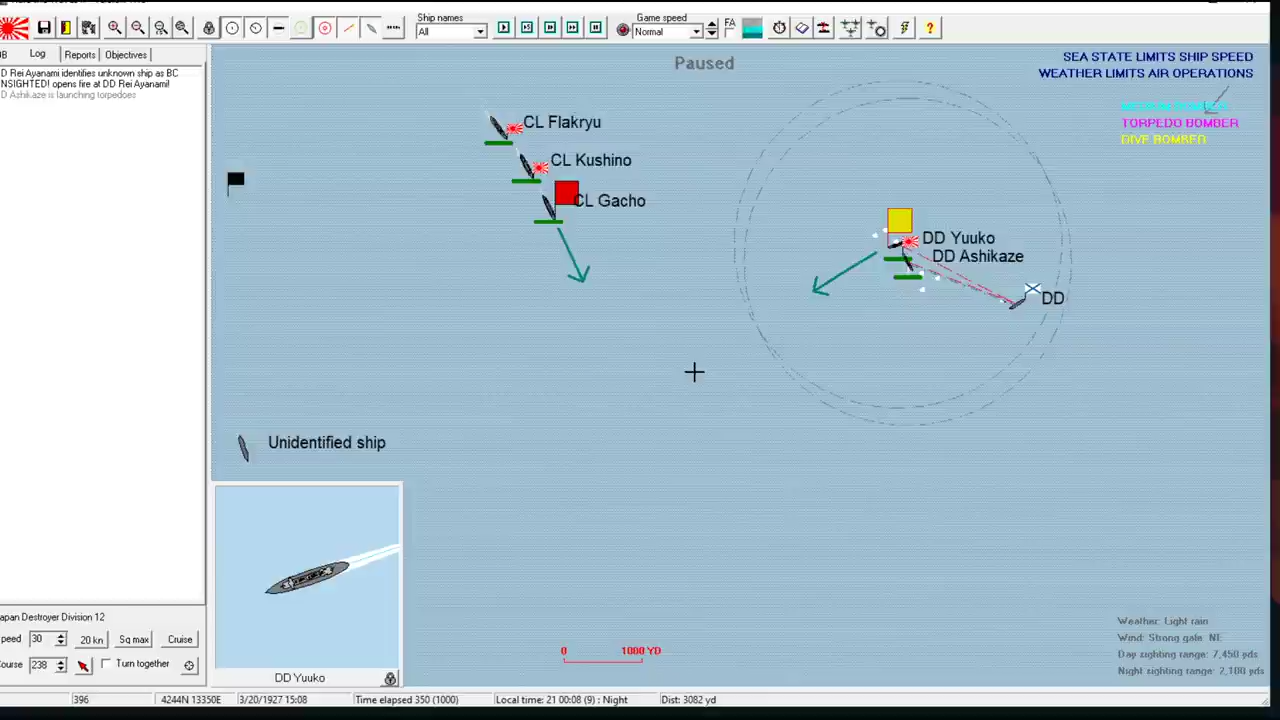 Ship names
All
Game speed
Normal
FA
Log
Reports
Objectives
D Rei Ayanami identifies unknown ship as BC
NSIGHTED! opens fire at DD Rei Ayanami!
D Ashikaze is launching torpedoes
Paused
SEA STATE LIMITS SHIP SPEED
WEATHER LIMITS AIR OPERATIONS
MEDIUM BOMBER
TORPEDO BOMBER
DIVE BOMBER
CL Flakryu
CL Kushino
CL Gacho
DD Yuuko
DD Ashikaze
DD
Unidentified ship
apan Destroyer Division 12
peed 30 20 kn Sq max Cruise
ourse 238 Turn together
DD Yuuko
0 1000 YD
Weather: Light rain
Wind: Strong gale NE
Day sighting range: 7,450 yds
Night sighting range: 2,100 yds
396 4244N 13350E 3/20/1927 15:08 Time elapsed 350 (1000) Local time: 21 00:08 (9) : Night Dist: 3082 yd